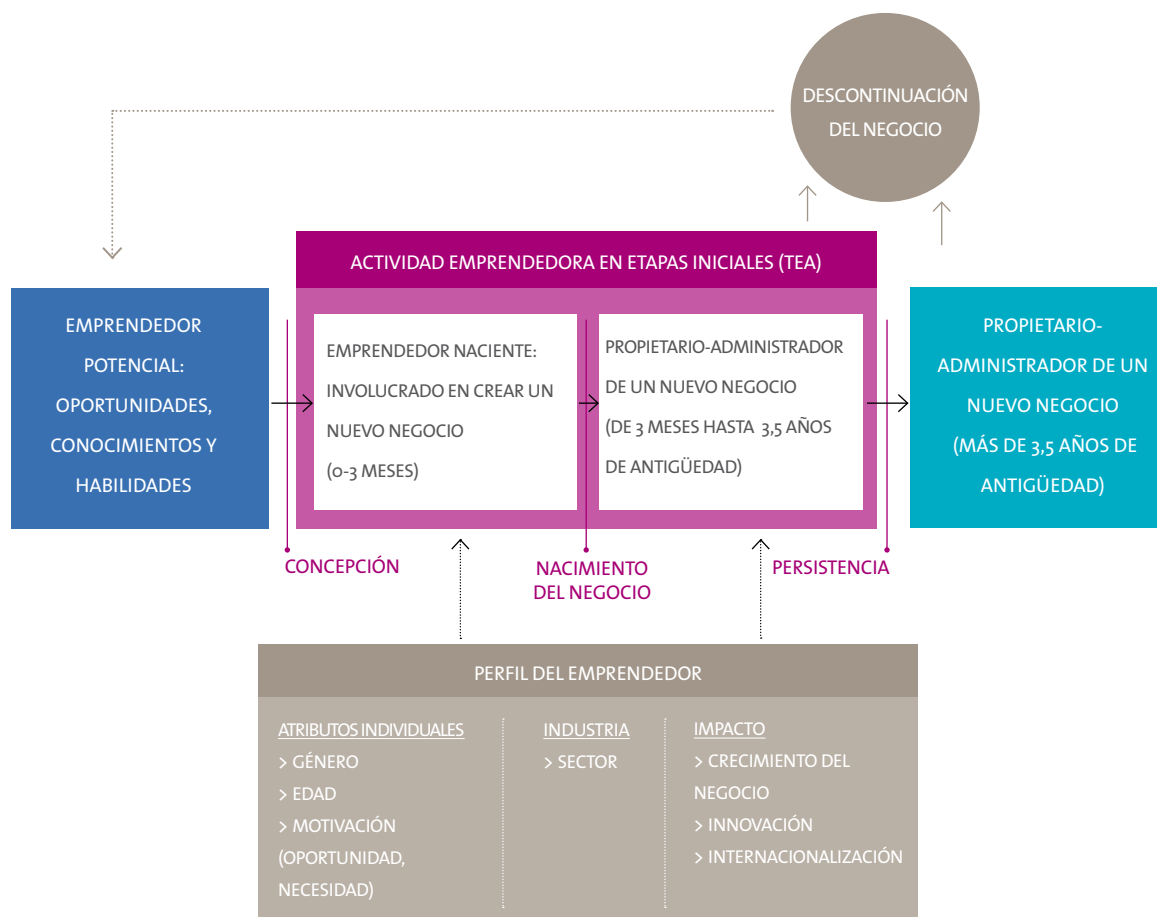 DESCONTINUACIÓN
DEL NEGOCIO
ACTIVIDAD EMPRENDEDORA EN ETAPAS INICIALES (TEA)
EMPRENDEDOR
POTENCIAL:
OPORTUNIDADES,
CONOCIMIENTOS Y
HABILIDADES
EMPRENDEDOR NACIENTE:
INVOLUCRADO EN CREAR UN
NUEVO NEGOCIO
(0-3 MESES)
PROPIETARIO-ADMINISTRADOR
DE UN NUEVO NEGOCIO
(DE 3 MESES HASTA 3,5 AÑOS
DE ANTIGÜEDAD)
PROPIETARIO-
ADMINISTRADOR DE UN
NUEVO NEGOCIO
(MÁS DE 3,5 AÑOS DE
ANTIGÜEDAD)
CONCEPCIÓN
NACIMIENTO
DEL NEGOCIO
PERSISTENCIA
PERFIL DEL EMPRENDEDOR
ATRIBUTOS INDIVIDUALES
> GÉNERO
> EDAD
> MOTIVACIÓN
(OPORTUNIDAD,
NECESIDAD)
INDUSTRIA
> SECTOR
IMPACTO
> CRECIMIENTO DEL
NEGOCIO
> INNOVACIÓN
> INTERNACIONALIZACIÓN